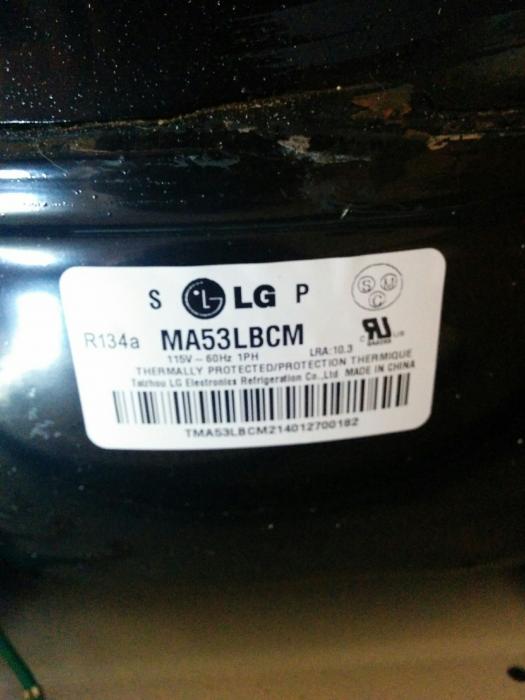 S LG P
S M C
R134a MA53LBCM
115V ~ 60Hz 1PH LRA:10.3
THERMALLY PROTECTED/PROTECTION THERMIQUE
Taizhou LG Electronics Refrigeration Co.,Ltd MADE IN CHINA
TMA53LBCM214012700182